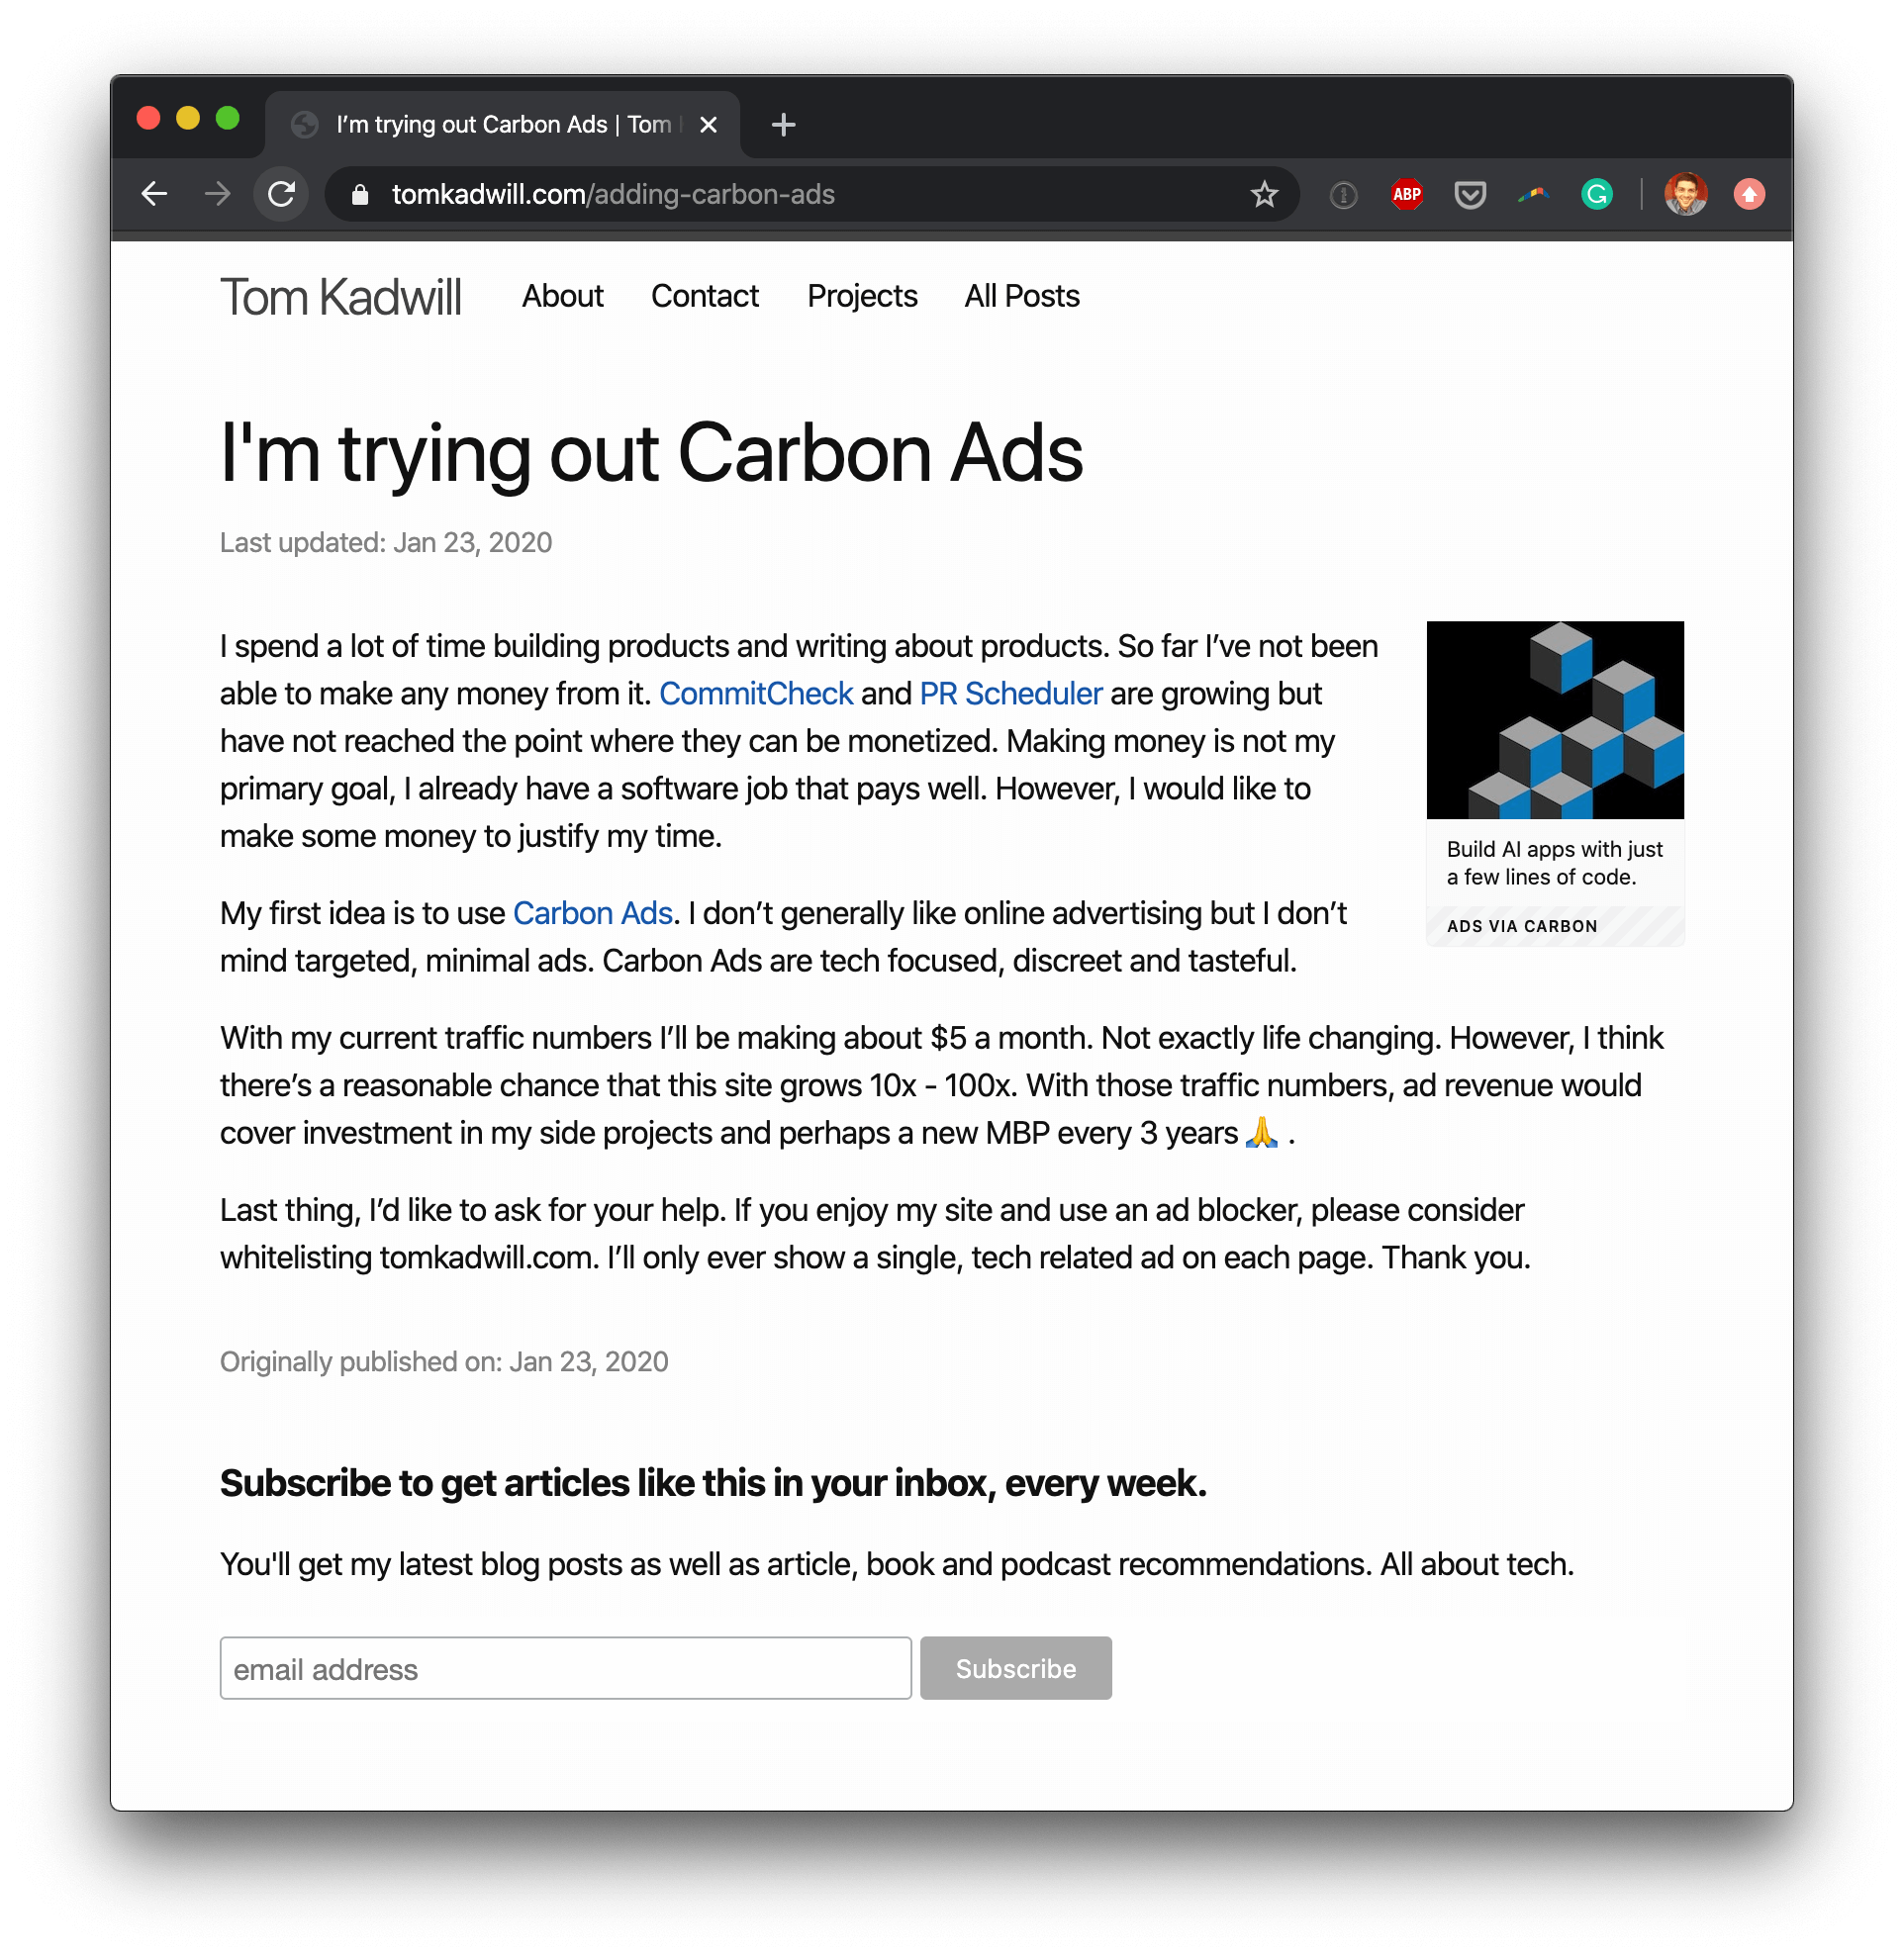 I’m trying out Carbon Ads | Tom
tomkadwill.com/adding-carbon-ads
ABP
Tom Kadwill About Contact Projects All Posts
I'm trying out Carbon Ads
Last updated: Jan 23, 2020
I spend a lot of time building products and writing about products. So far I’ve not been
able to make any money from it. CommitCheck and PR Scheduler are growing but
have not reached the point where they can be monetized. Making money is not my
primary goal, I already have a software job that pays well. However, I would like to
make some money to justify my time.
Build AI apps with just
a few lines of code.
ADS VIA CARBON
My first idea is to use Carbon Ads. I don’t generally like online advertising but I don’t
mind targeted, minimal ads. Carbon Ads are tech focused, discreet and tasteful.
With my current traffic numbers I’ll be making about $5 a month. Not exactly life changing. However, I think
there’s a reasonable chance that this site grows 10x - 100x. With those traffic numbers, ad revenue would
cover investment in my side projects and perhaps a new MBP every 3 years 🙏 .
Last thing, I’d like to ask for your help. If you enjoy my site and use an ad blocker, please consider
whitelisting tomkadwill.com. I’ll only ever show a single, tech related ad on each page. Thank you.
Originally published on: Jan 23, 2020
Subscribe to get articles like this in your inbox, every week.
You'll get my latest blog posts as well as article, book and podcast recommendations. All about tech.
email address Subscribe